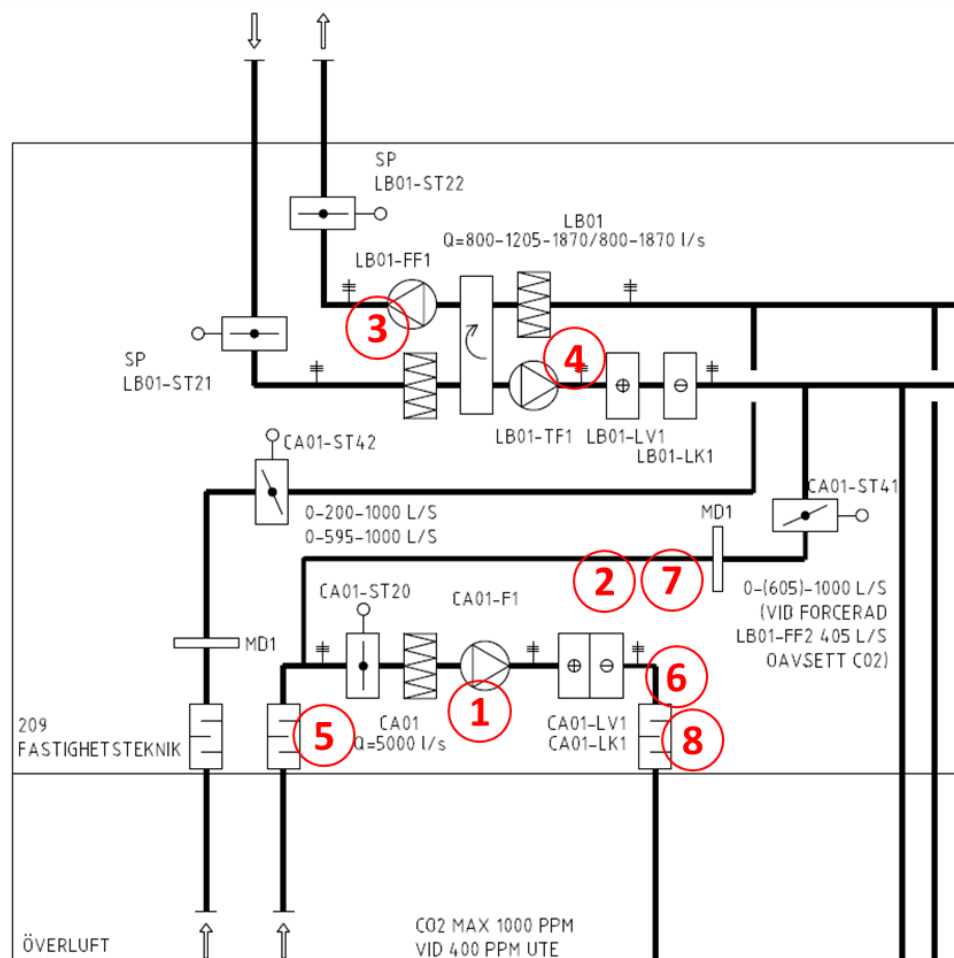 SP
LB01-ST22
LB01
Q=800-1205-1870/800-1870 l/s
LB01-FF1
3
4
SP
LB01-ST21
LB01-TF1
LB01-LV1
LB01-LK1
CA01-ST42
CA01-ST41
0-200-1000 L/S
0-595-1000 L/S
MD1
2
7
CA01-ST20
CA01-F1
0-(605)-1000 L/S
(VID FORCERAD
LB01-FF2 405 L/S
OAVSETT CO2)
MD1
6
1
209
FASTIGHETSTEKNIK
5
CA01
Q=5000 l/s
CA01-LV1
CA01-LK1
8
ÖVERLUFT
CO2 MAX 1000 PPM
VID 400 PPM UTE